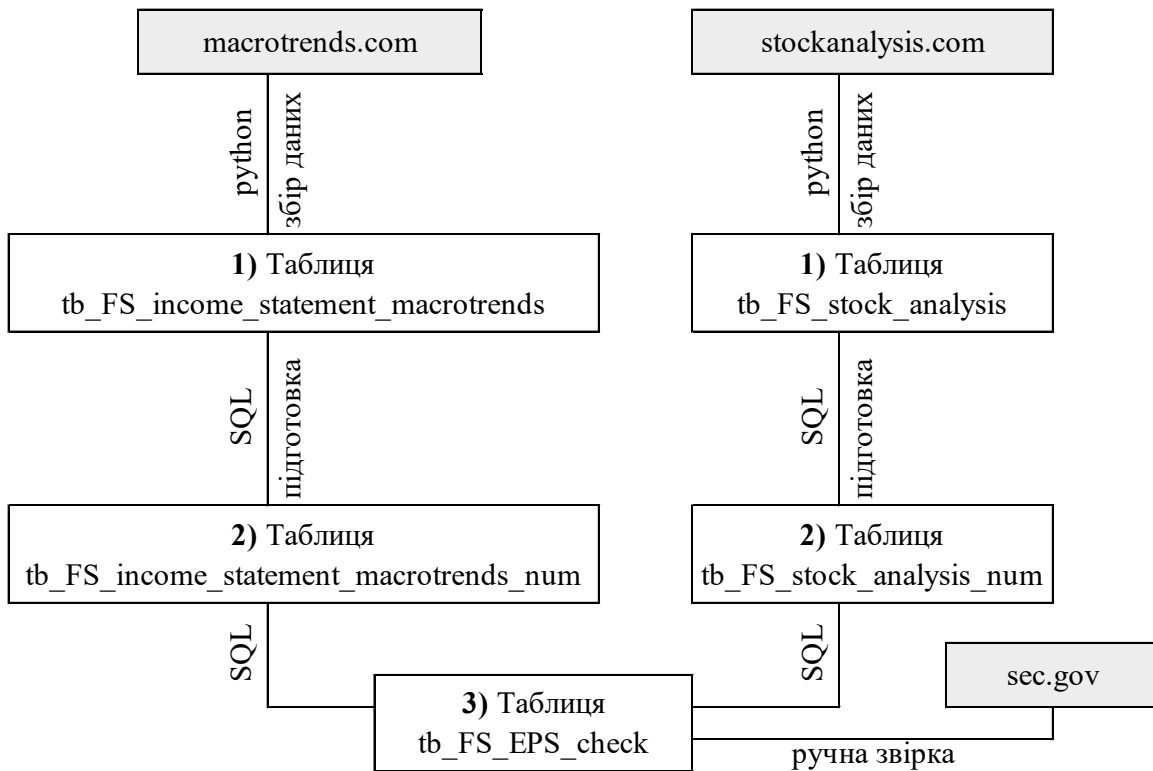 macrotrends.com
stockanalysis.com
python
збір даних
python
збір даних
1) Таблиця
tb_FS_income_statement_macrotrends
1) Таблиця
tb_FS_stock_analysis
SQL
підготовка
SQL
підготовка
2) Таблиця
tb_FS_income_statement_macrotrends_num
2) Таблиця
tb_FS_stock_analysis_num
SQL
SQL
sec.gov
3) Таблиця
tb_FS_EPS_check
ручна звірка